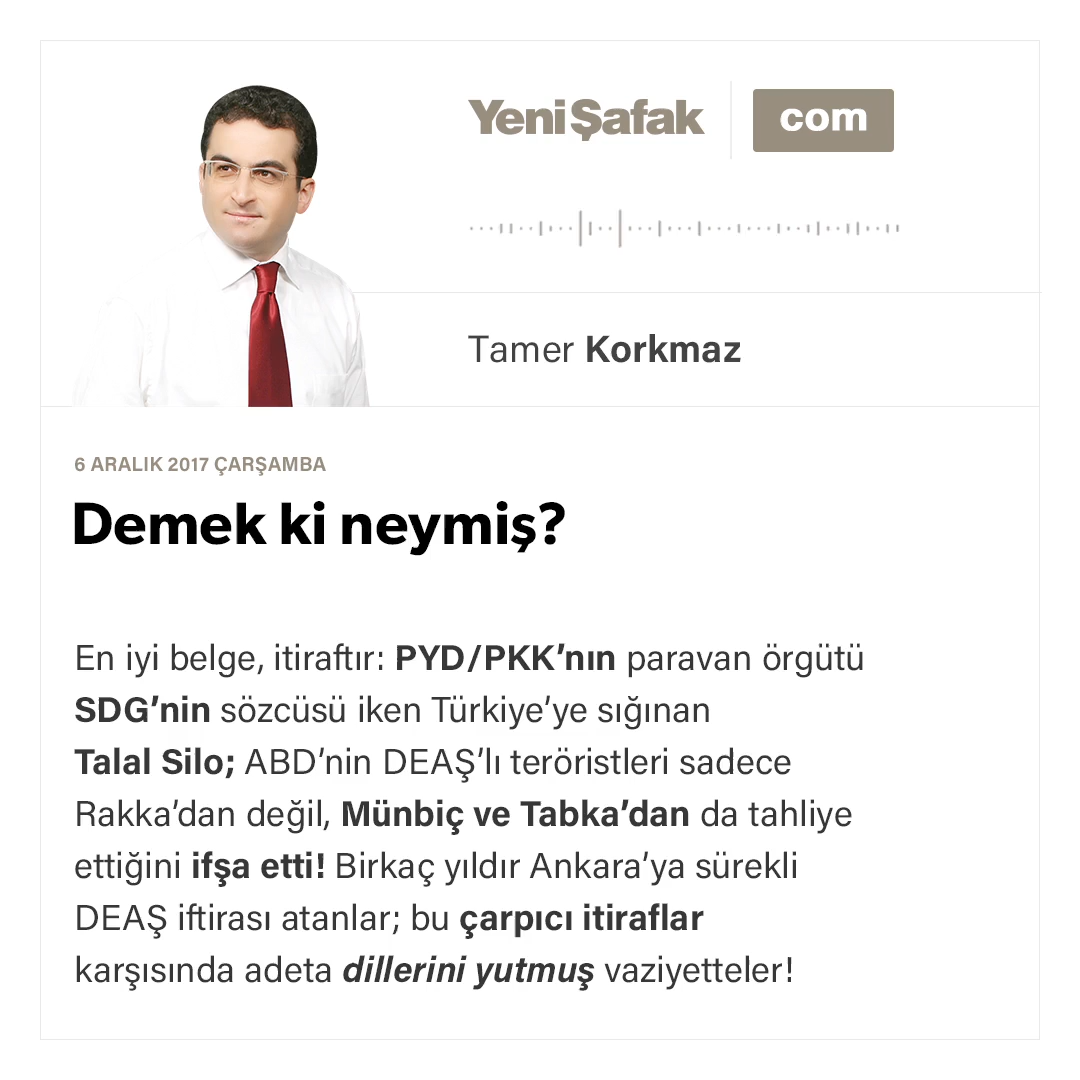 YeniŞafak
com
Tamer Korkmaz
6 ARALIK 2017 ÇARŞAMBA
Demek ki neymiş?
En iyi belge, itiraftır: PYD/PKK’nın paravan örgütü
SDG’nin sözcüsü iken Türkiye’ye sığınan
Talal Silo; ABD’nin DEAŞ’lı teröristleri sadece
Rakka’dan değil, Münbiç ve Tabka’dan da tahliye
ettiğini ifşa etti! Birkaç yıldır Ankara’ya sürekli
DEAŞ iftirası atanlar; bu çarpıcı itiraflar
karşısında adeta dillerini yutmuş vaziyetteler!